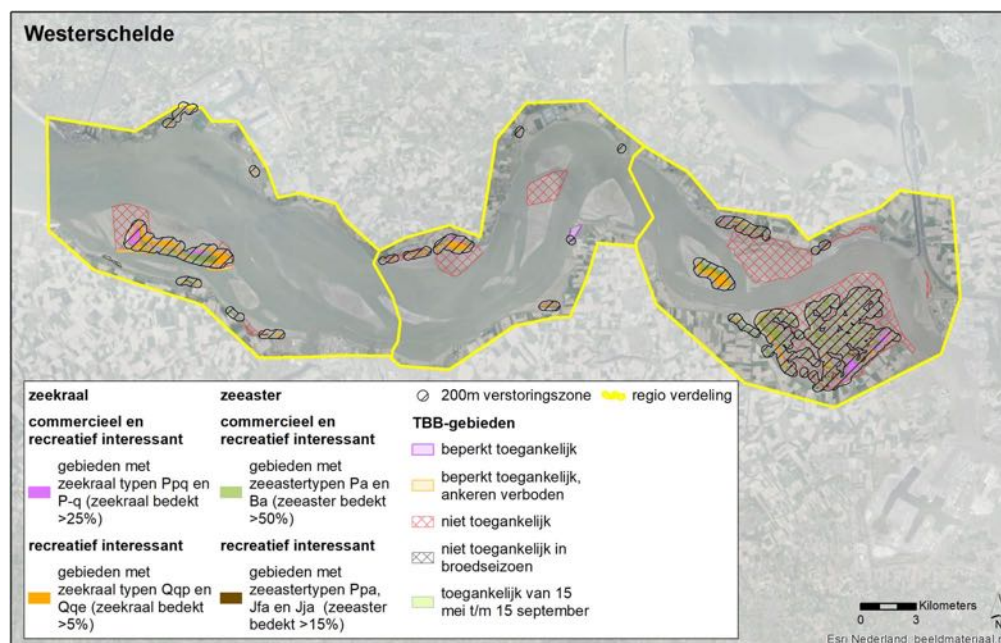 Westerschelde
zeekraal
commercieel en
recreatief interessant
gebieden met
zeekraal typen Ppq en
P-q (zeekraal bedekt
>25%)
recreatief interessant
gebieden met
zeekraal typen Qqp en
Qqe (zeekraal bedekt
>5%)
zeeaster
commercieel en
recreatief interessant
gebieden met
zeeastertypen Pa en
Ba (zeeaster bedekt
>50%)
recreatief interessant
gebieden met
zeeastertypen Ppa,
Jfa en Jja (zeeaster
bedekt >15%)
200m verstoringszone
regio verdeling
TBB-gebieden
beperkt toegankelijk
beperkt toegankelijk,
ankeren verboden
niet toegankelijk
niet toegankelijk in
broedseizoen
toegankelijk van 15
mei t/m 15 september
Kilometers
0 3 6
N
Esri Nederland, beeldmateriaal.n